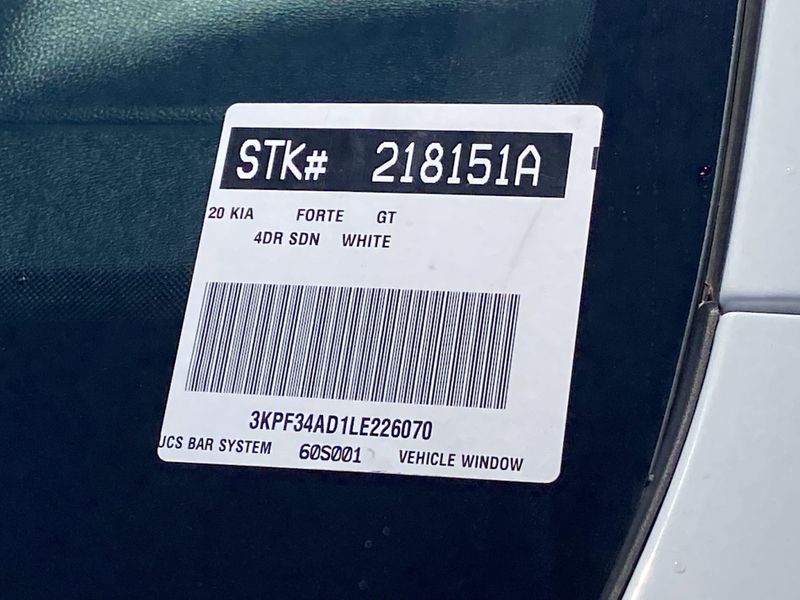 STK# 218151A
20 KIA FORTE GT
4DR SDN WHITE
3KPF34AD1LE226070
UCS BAR SYSTEM 60S001 VEHICLE WINDOW